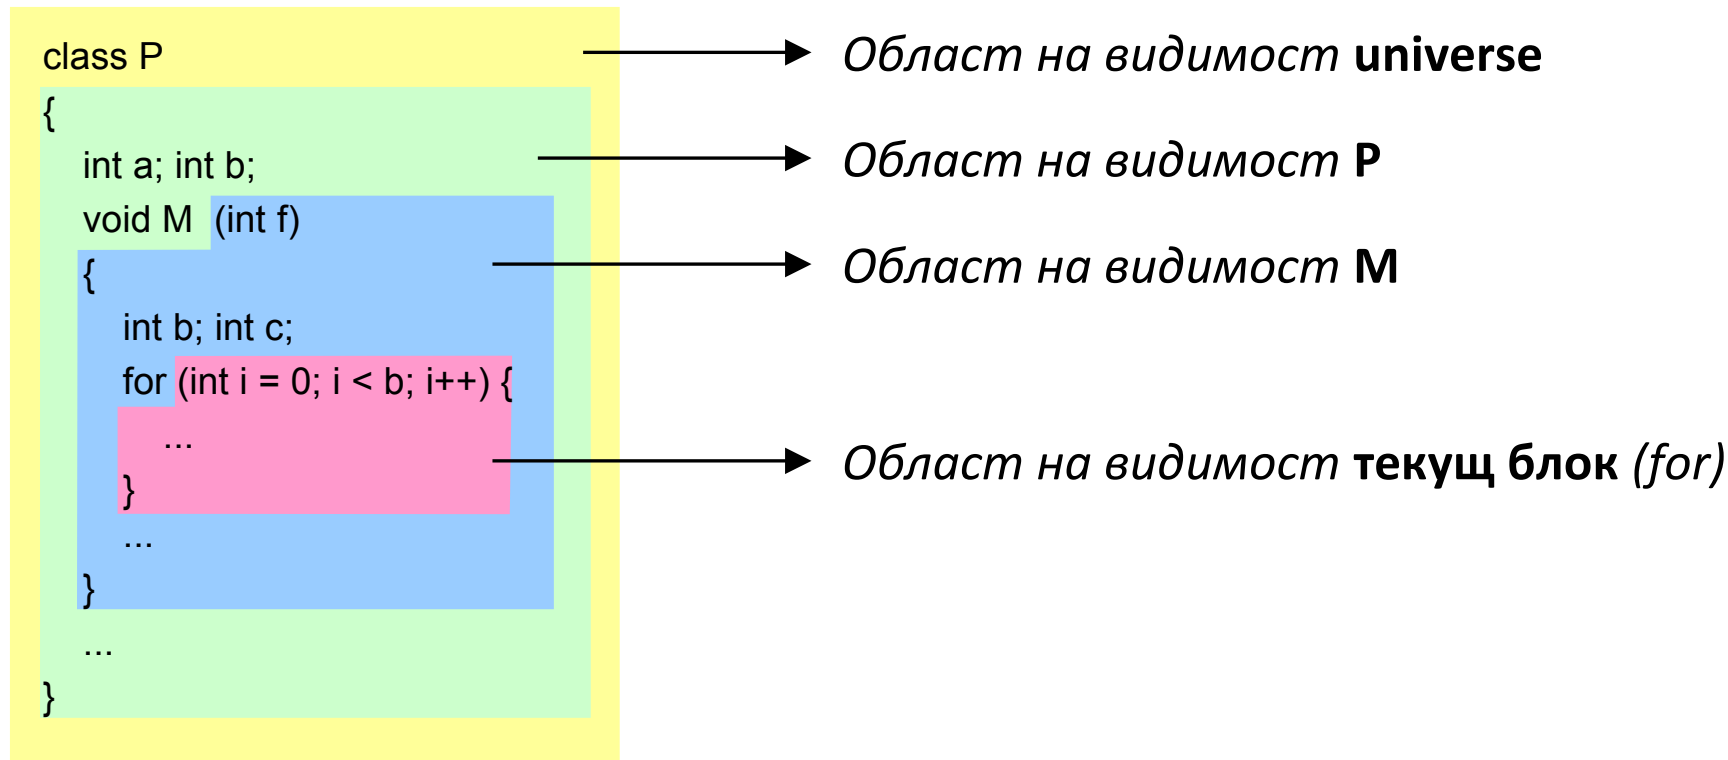 class P
{
int a; int b;
void M (int f)
{
int b; int c;
for (int i = 0; i < b; i++) {
...
}
...
}
...
}
Област на видимост universe
Област на видимост P
Област на видимост M
Област на видимост текущ блок (for)